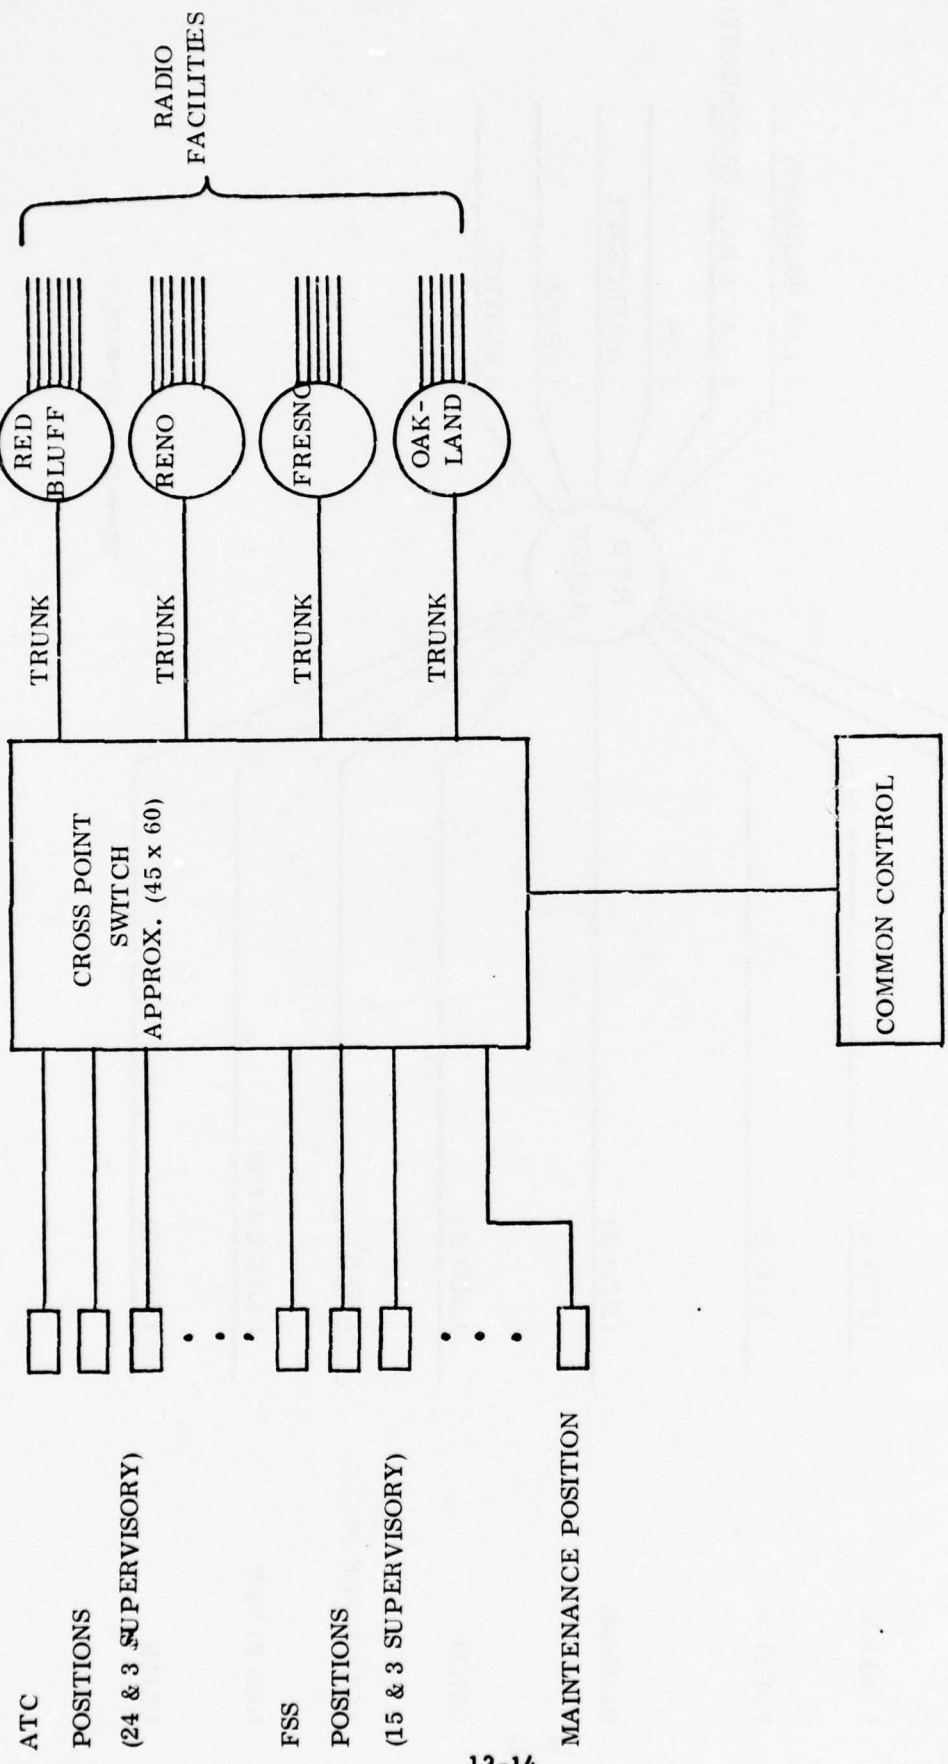 ATC
POSITIONS
(24 & 3 SUPERVISORY)
FSS
POSITIONS
(15 & 3 SUPERVISORY)
MAINTENANCE POSITION
CROSS POINT
SWITCH
APPROX. (45 x 60)
COMMON CONTROL
TRUNK
TRUNK
TRUNK
TRUNK
RED
BLUFF
RENO
FRESNO
OAK-
LAND
RADIO
FACILITIES